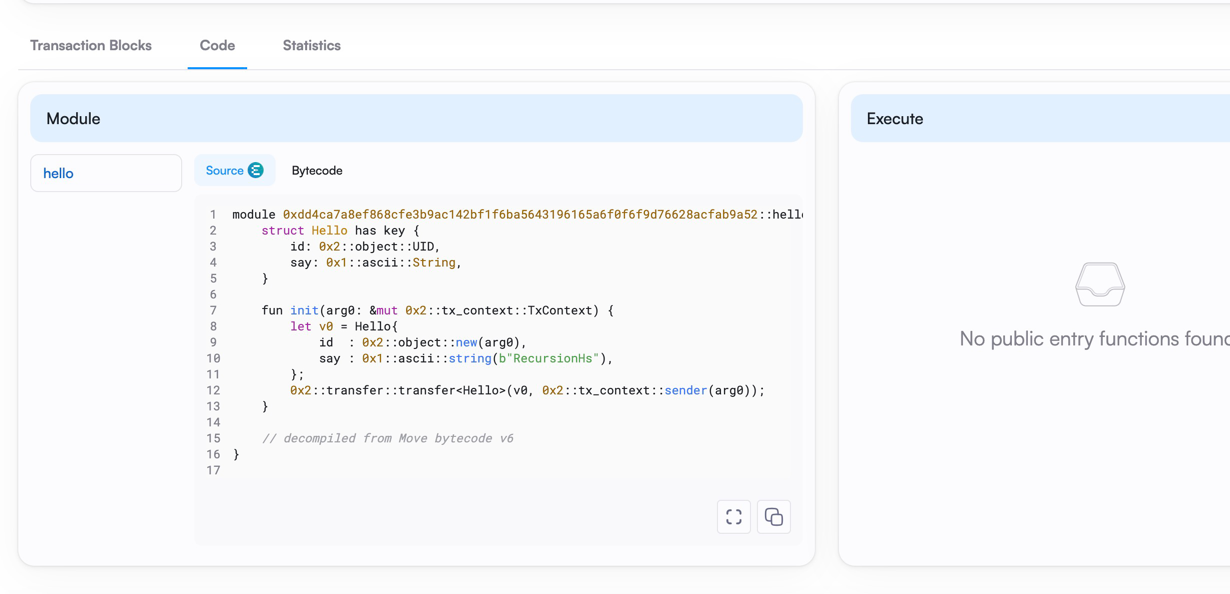 Transaction Blocks Code Statistics
Module
hello
Source Bytecode
1 module 0xdd4ca7a8ef868cfe3b9ac142bf1f6ba5643196165a6f0f6f9d76628acfab9a52::hello
2 struct Hello has key {
3 id: 0x2::object::UID,
4 say: 0x1::ascii::String,
5 }
6
7 fun init(arg0: &mut 0x2::tx_context::TxContext) {
8 let v0 = Hello{
9 id  : 0x2::object::new(arg0),
10 say : 0x1::ascii::string(b"RecursionHs"),
11 };
12 0x2::transfer::transfer<Hello>(v0, 0x2::tx_context::sender(arg0));
13 }
14
15 // decompiled from Move bytecode v6
16 }
17
Execute
No public entry functions foun